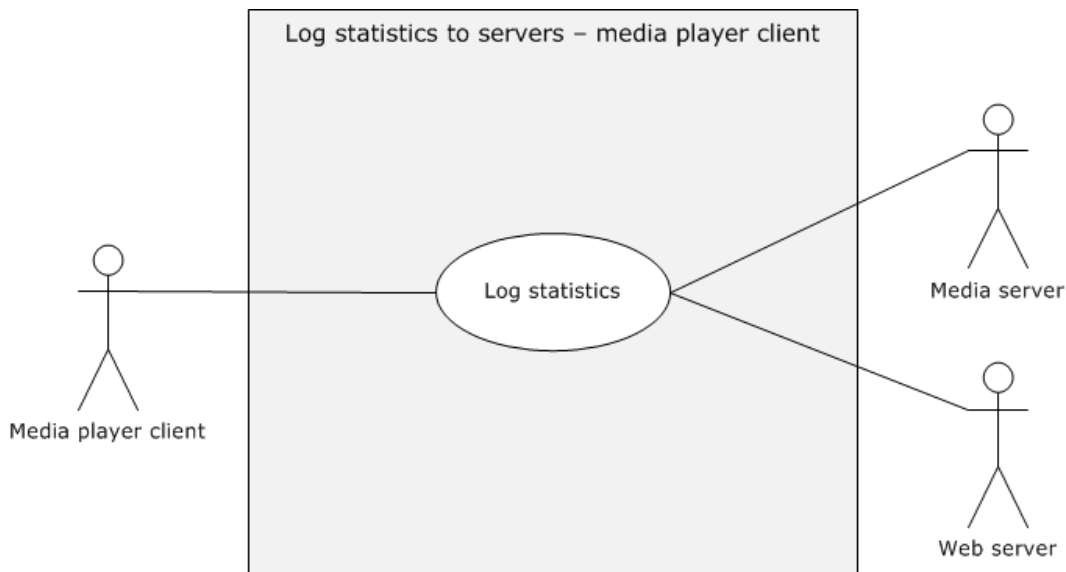 Log statistics to servers – media player client
Log statistics
Media server
Media player client
Web server